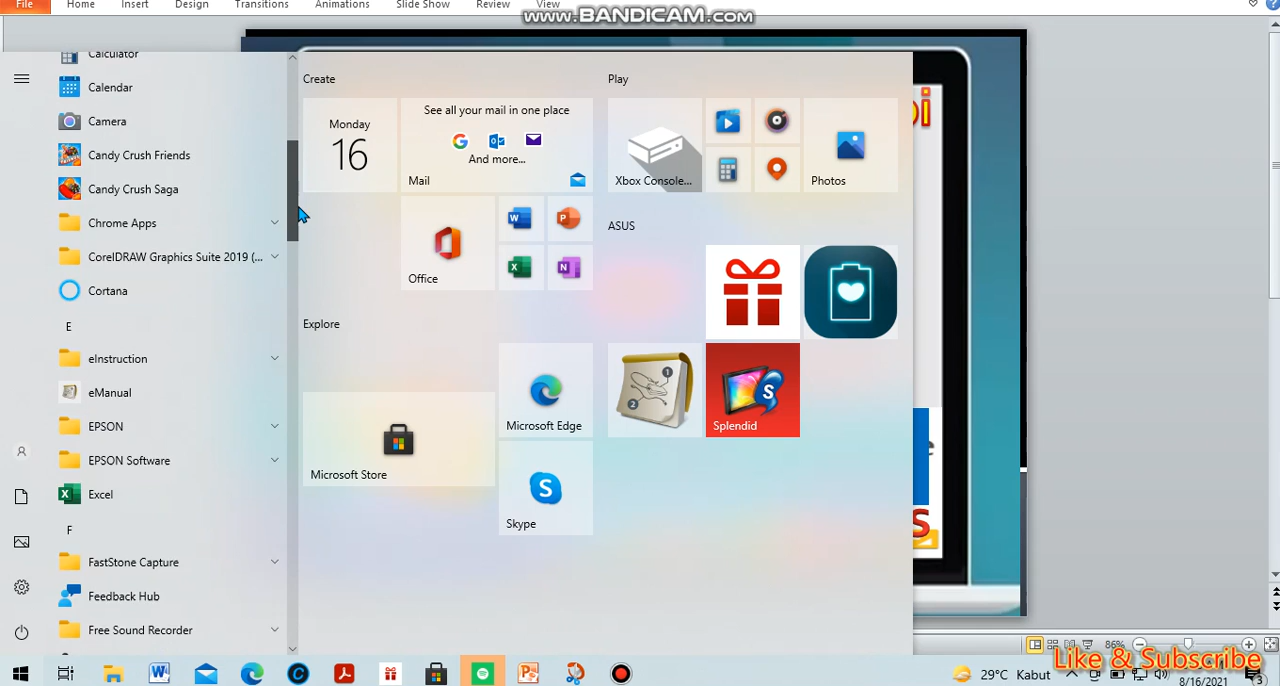 File Home Insert Design Transitions Animations Slide Show Review View
WWW.BANDICAM.COM
Calculator
Calendar
Camera
Candy Crush Friends
Candy Crush Saga
Chrome Apps
CorelDRAW Graphics Suite 2019 (...
Cortana
E
eInstruction
eManual
EPSON
EPSON Software
Excel
F
FastStone Capture
Feedback Hub
Free Sound Recorder
Create
Monday
16
See all your mail in one place
And more...
Mail
Office
Explore
Microsoft Edge
Microsoft Store
Skype
Play
Xbox Console...
Photos
ASUS
Splendid
86%
Like & Subscribe
29°C Kabut
8/16/2021